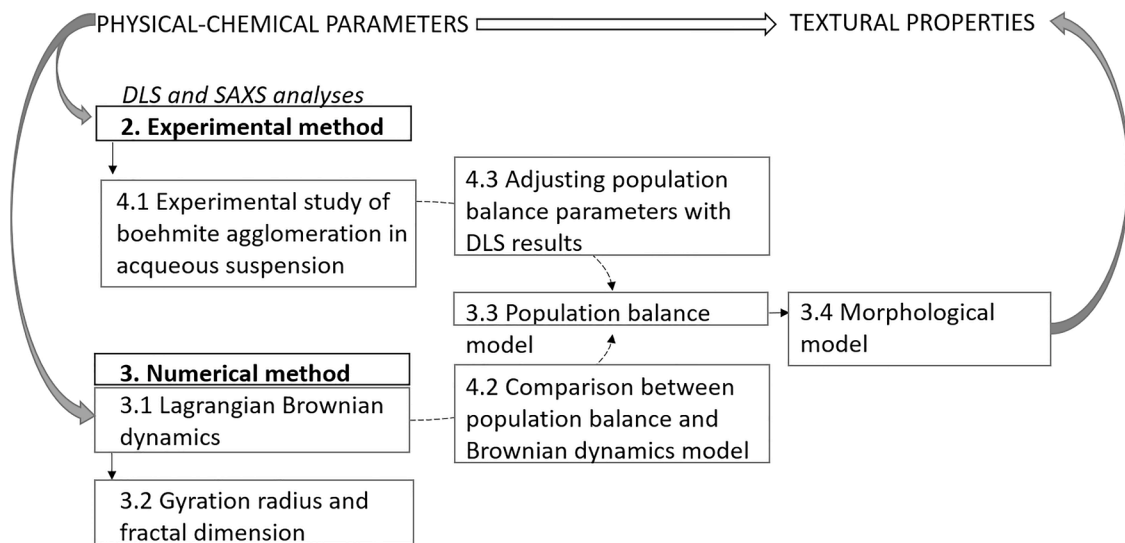 PHYSICAL-CHEMICAL PARAMETERS
TEXTURAL PROPERTIES
DLS and SAXS analyses
2. Experimental method
4.1 Experimental study of
boehmite agglomeration in
acqueous suspension
4.3 Adjusting population
balance parameters with
DLS results
3.3 Population balance
model
3.4 Morphological
model
3. Numerical method
3.1 Lagrangian Brownian
dynamics
4.2 Comparison between
population balance and
Brownian dynamics model
3.2 Gyration radius and
fractal dimension